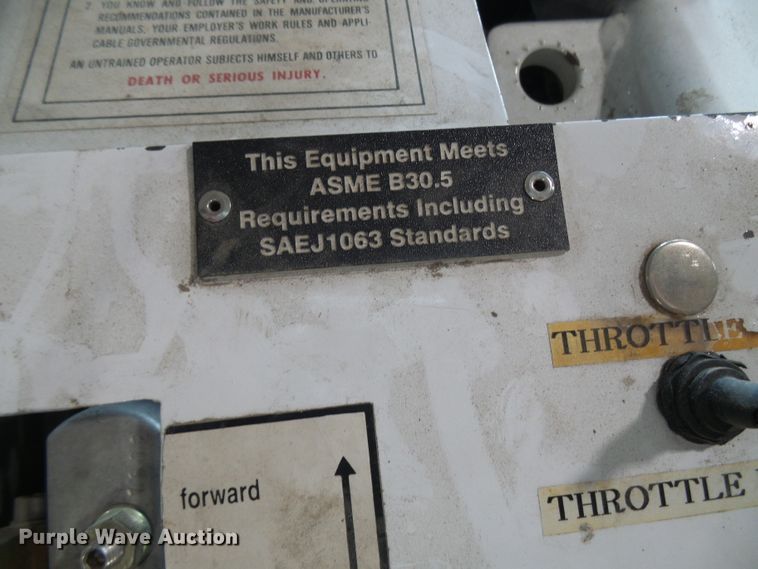 2. YOU KNOW AND FOLLOW THE SAFETY AND OPERATING
RECOMMENDATIONS CONTAINED IN THE MANUFACTURER'S
MANUALS, YOUR EMPLOYER'S WORK RULES AND APPLI-
CABLE GOVERNMENTAL REGULATIONS.
AN UNTRAINED OPERATOR SUBJECTS HIMSELF AND OTHERS TO
DEATH OR SERIOUS INJURY.
This Equipment Meets
ASME B30.5
Requirements Including
SAEJ1063 Standards
THROTTLE
forward
THROTTLE
Purple Wave Auction